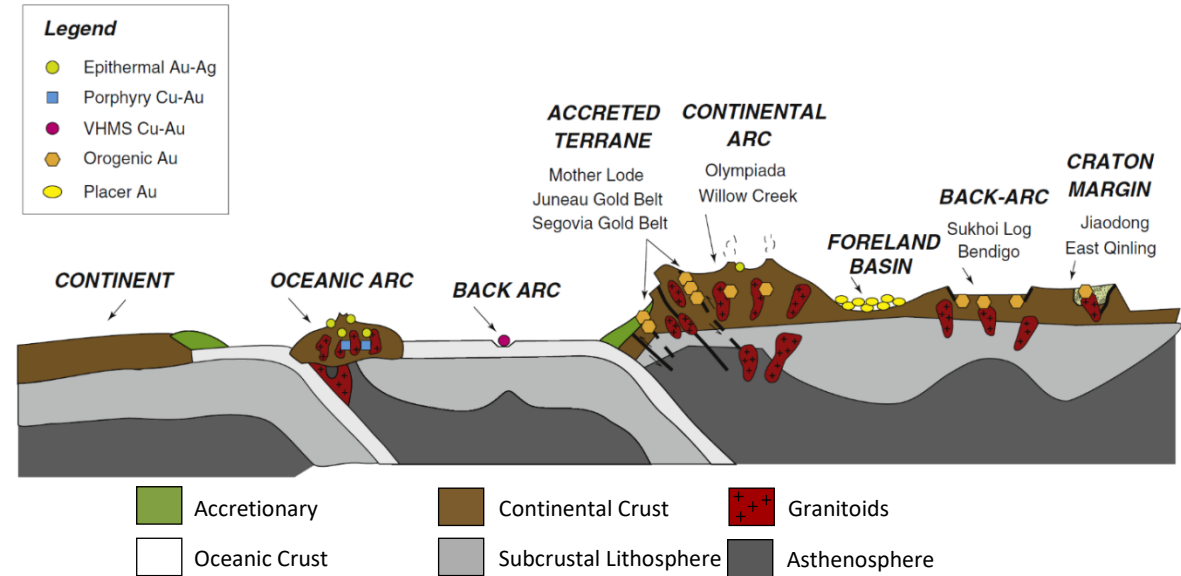 Legend
Epithermal Au-Ag
Porphyry Cu-Au
VHMS Cu-Au
Orogenic Au
Placer Au
CONTINENT
OCEANIC ARC
BACK ARC
ACCRETED
TERRANE
Mother Lode
Juneau Gold Belt
Segovia Gold Belt
CONTINENTAL
ARC
Olympiada
Willow Creek
FORELAND
BASIN
BACK-ARC
Sukhoi Log
Bendigo
CRATON
MARGIN
Jiaodong
East Qinling
Accretionary
Continental Crust
Granitoids
Oceanic Crust
Subcrustal Lithosphere
Asthenosphere